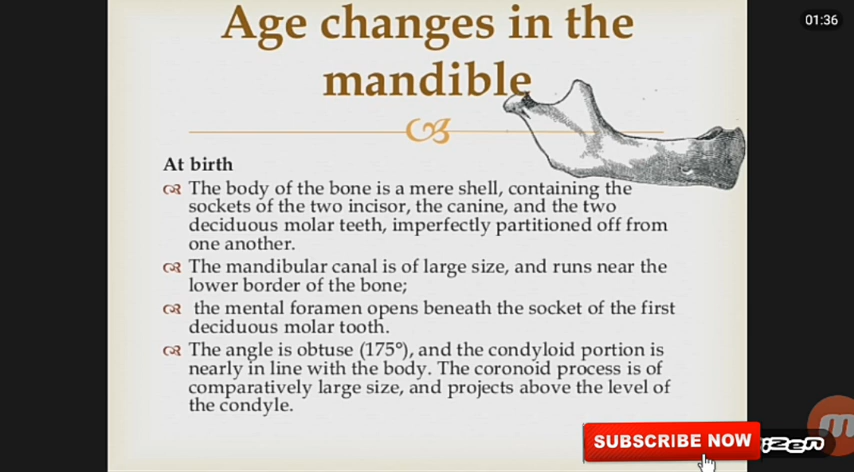 01:36
Age changes in the
mandible
At birth
The body of the bone is a mere shell, containing the
sockets of the two incisor, the canine, and the two
deciduous molar teeth, imperfectly partitioned off from
one another.
The mandibular canal is of large size, and runs near the
lower border of the bone;
the mental foramen opens beneath the socket of the first
deciduous molar tooth.
The angle is obtuse (175°), and the condyloid portion is
nearly in line with the body. The coronoid process is of
comparatively large size, and projects above the level of
the condyle.
SUBSCRIBE NOW